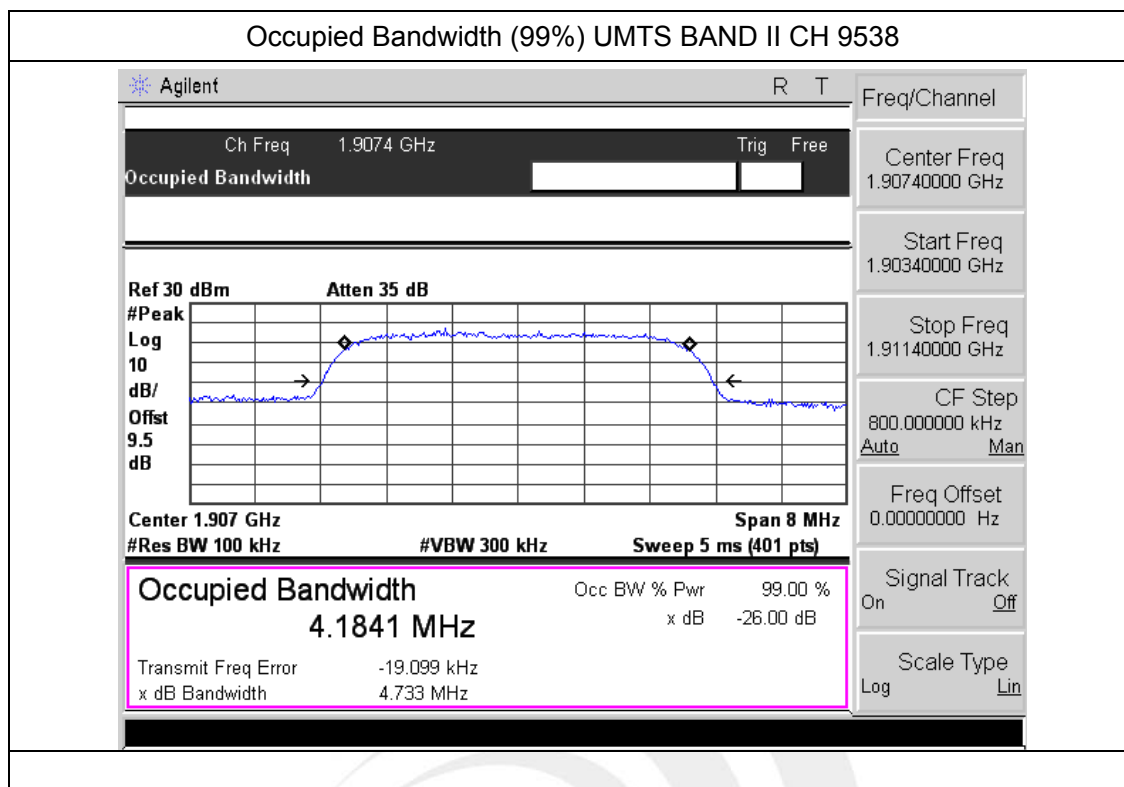 Occupied Bandwidth (99%) UMTS BAND II CH 9538
Agilent R T
Freq/Channel
Ch Freq 1.9074 GHz Trig Free
Occupied Bandwidth
Center Freq
1.90740000 GHz
Start Freq
1.90340000 GHz
Stop Freq
1.91140000 GHz
CF Step
800.000000 kHz
Auto Man
Freq Offset
0.00000000 Hz
Signal Track
On Off
Scale Type
Log Lin
Ref 30 dBm Atten 35 dB
#Peak
Log
10
dB/
Offst
9.5
dB
Center 1.907 GHz Span 8 MHz
#Res BW 100 kHz #VBW 300 kHz Sweep 5 ms (401 pts)
Occupied Bandwidth Occ BW % Pwr 99.00 %
4.1841 MHz x dB -26.00 dB
Transmit Freq Error -19.099 kHz
x dB Bandwidth 4.733 MHz